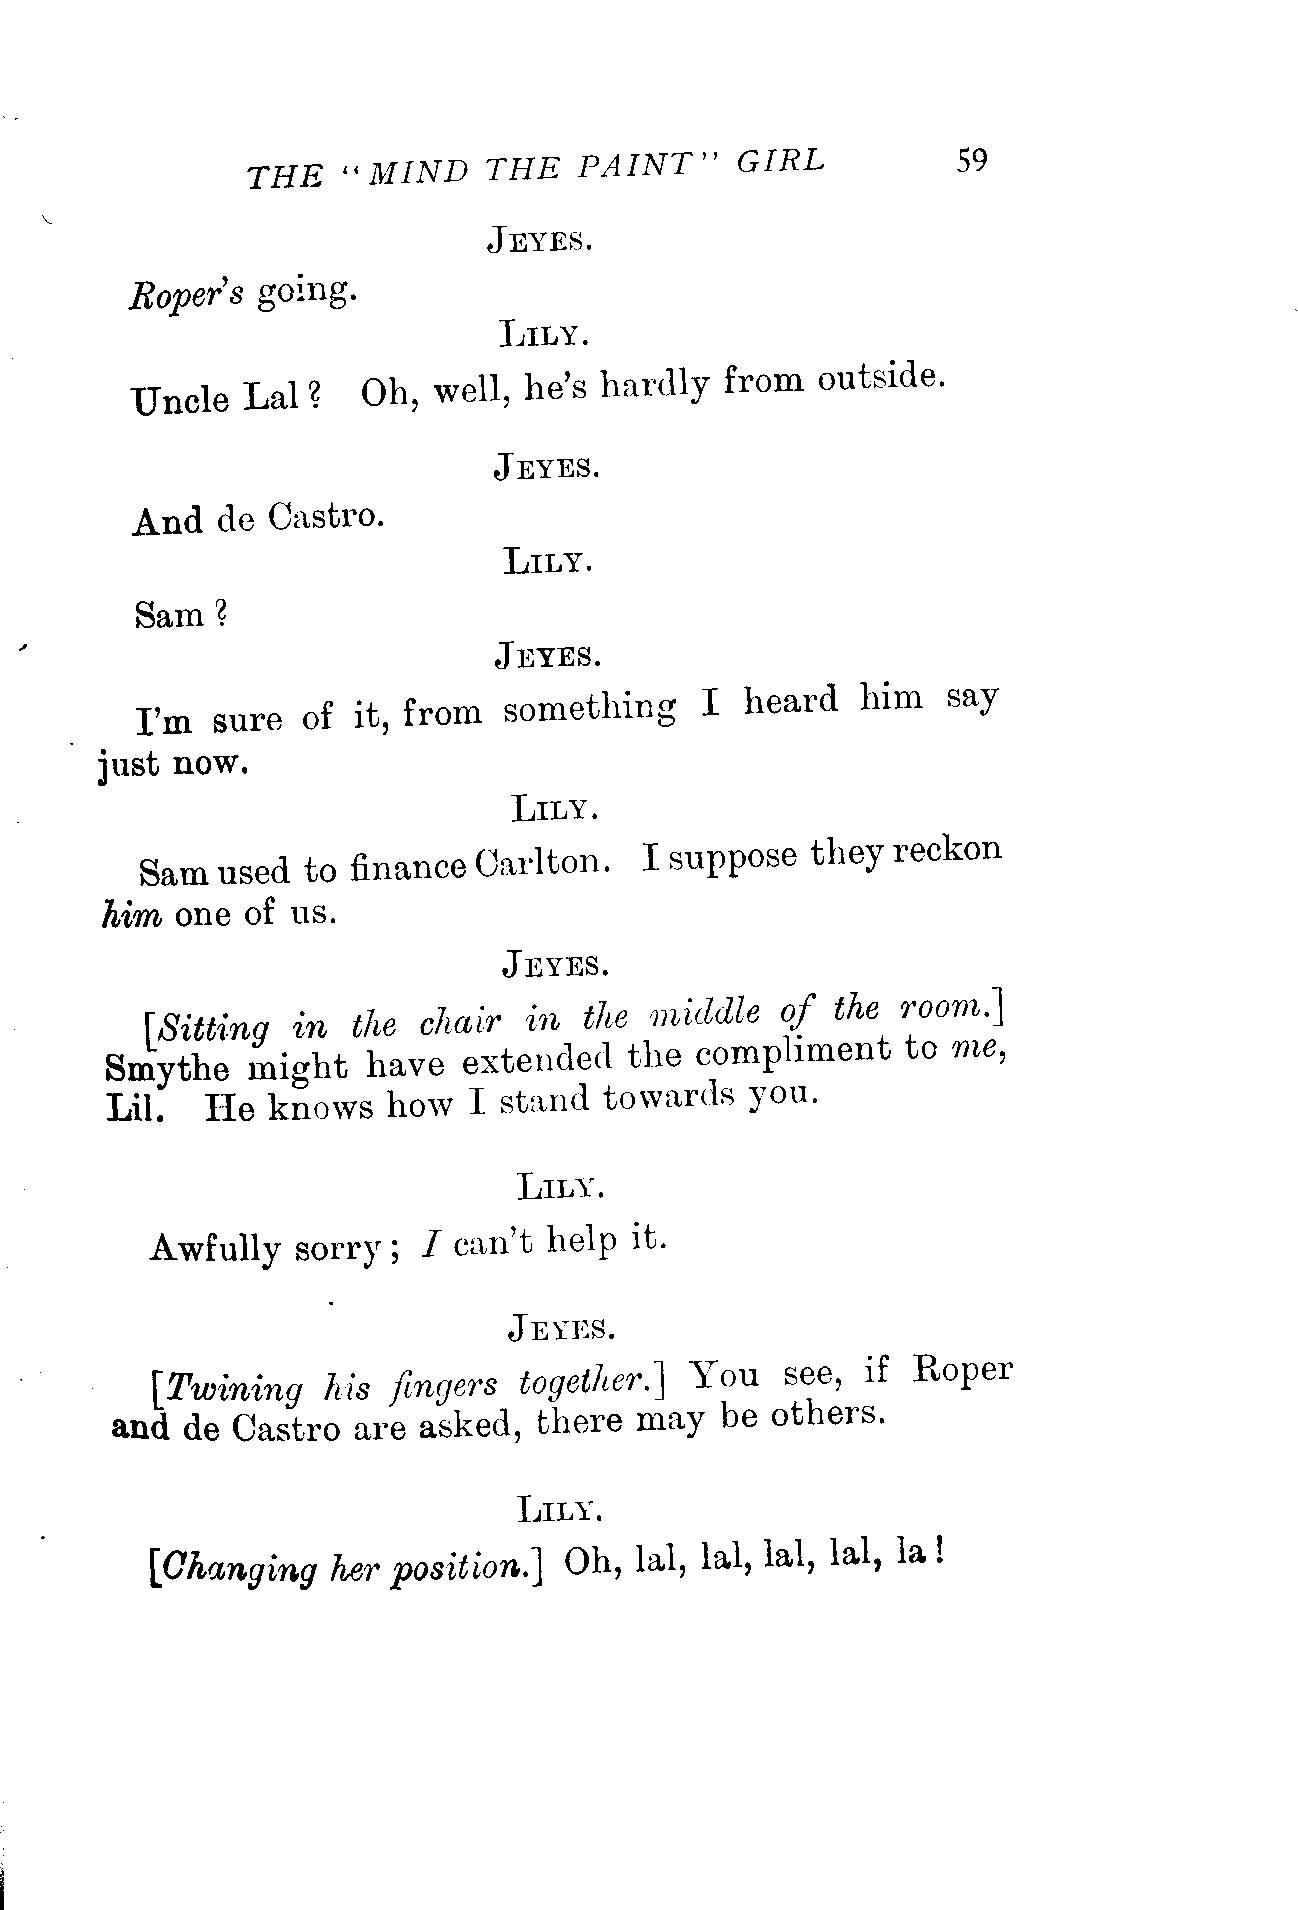 THE "MIND THE PAINT" GIRL 59
JEYES.
Roper's going.
LILY.
Uncle Lal? Oh, well, he's hardly from outside.
JEYES.
And de Castro.
LILY.
Sam?
JEYES.
I'm sure of it, from something I heard him say
just now.
LILY.
Sam used to finance Carlton. I suppose they reckon
him one of us.
JEYES.
[Sitting in the chair in the middle of the room.]
Smythe might have extended the compliment to me,
Lil. He knows how I stand towards you.
LILY.
Awfully sorry; I can't help it.
JEYES.
[Twining his fingers together.] You see, if Roper
and de Castro are asked, there may be others.
LILY.
[Changing her position.] Oh, lal, lal, lal, lal, la!